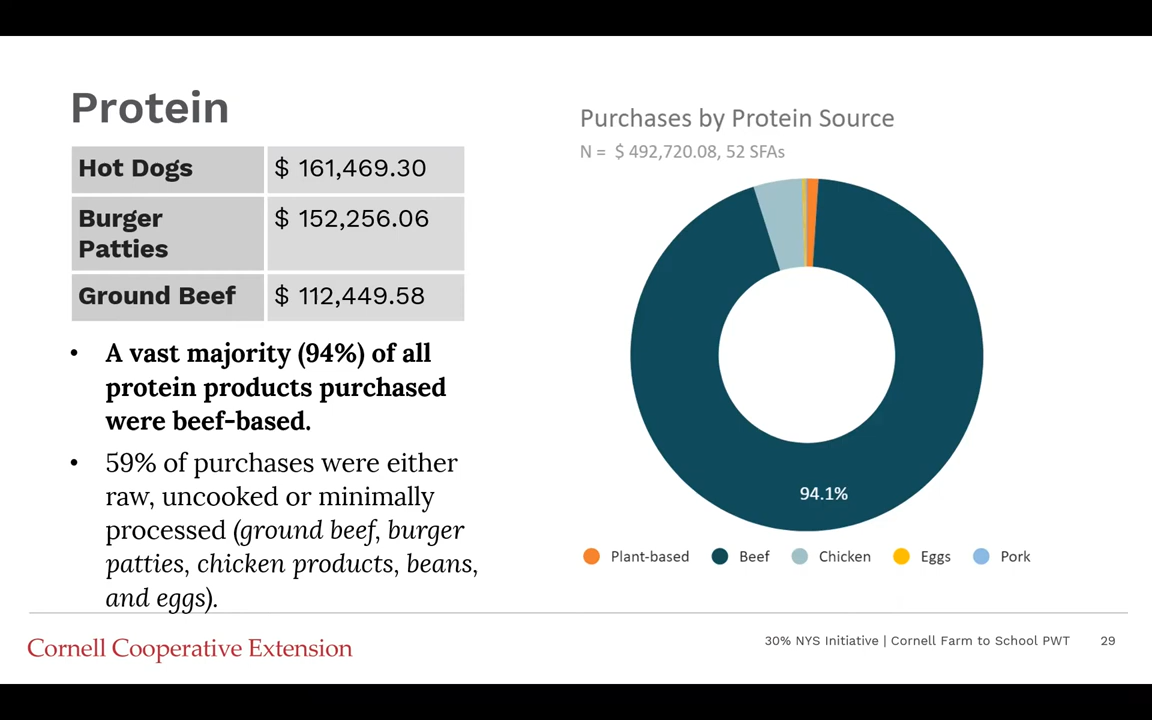 Protein
Hot Dogs $ 161,469.30
Burger Patties $ 152,256.06
Ground Beef $ 112,449.58
• A vast majority (94%) of all
protein products purchased
were beef-based.
• 59% of purchases were either
raw, uncooked or minimally
processed (ground beef, burger
patties, chicken products, beans,
and eggs).
Purchases by Protein Source
N = $ 492,720.08, 52 SFAs
94.1%
Plant-based Beef Chicken Eggs Pork
Cornell Cooperative Extension
30% NYS Initiative | Cornell Farm to School PWT 29